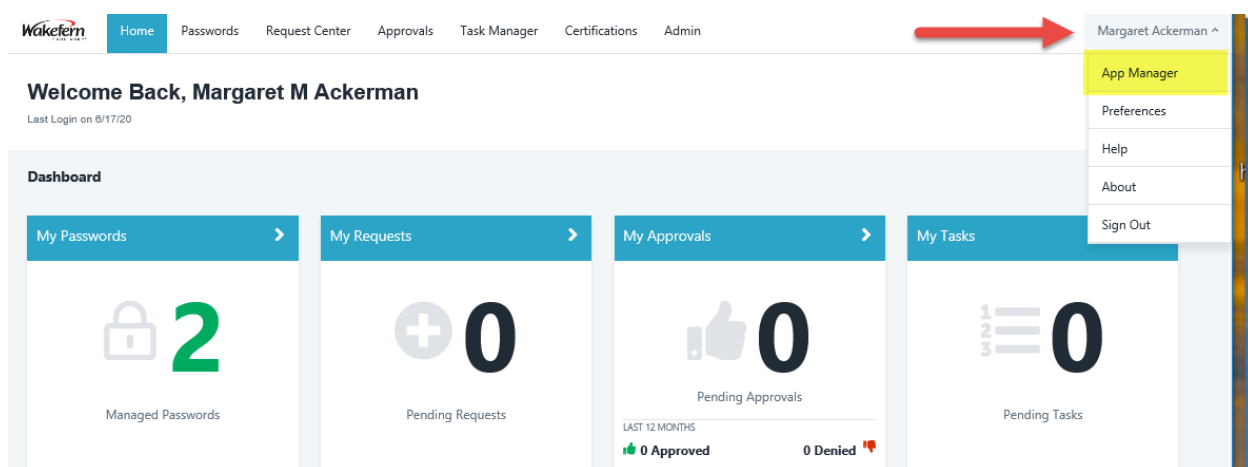 Wakefern Home Passwords Request Center Approvals Task Manager Certifications Admin Margaret Ackerman
App Manager
Preferences
Help
About
Sign Out
Welcome Back, Margaret M Ackerman
Last Login on 6/17/20
Dashboard
My Passwords
2
Managed Passwords
My Requests
0
Pending Requests
My Approvals
0
Pending Approvals
LAST 12 MONTHS
0 Approved 0 Denied
My Tasks
1
2
3
0
Pending Tasks